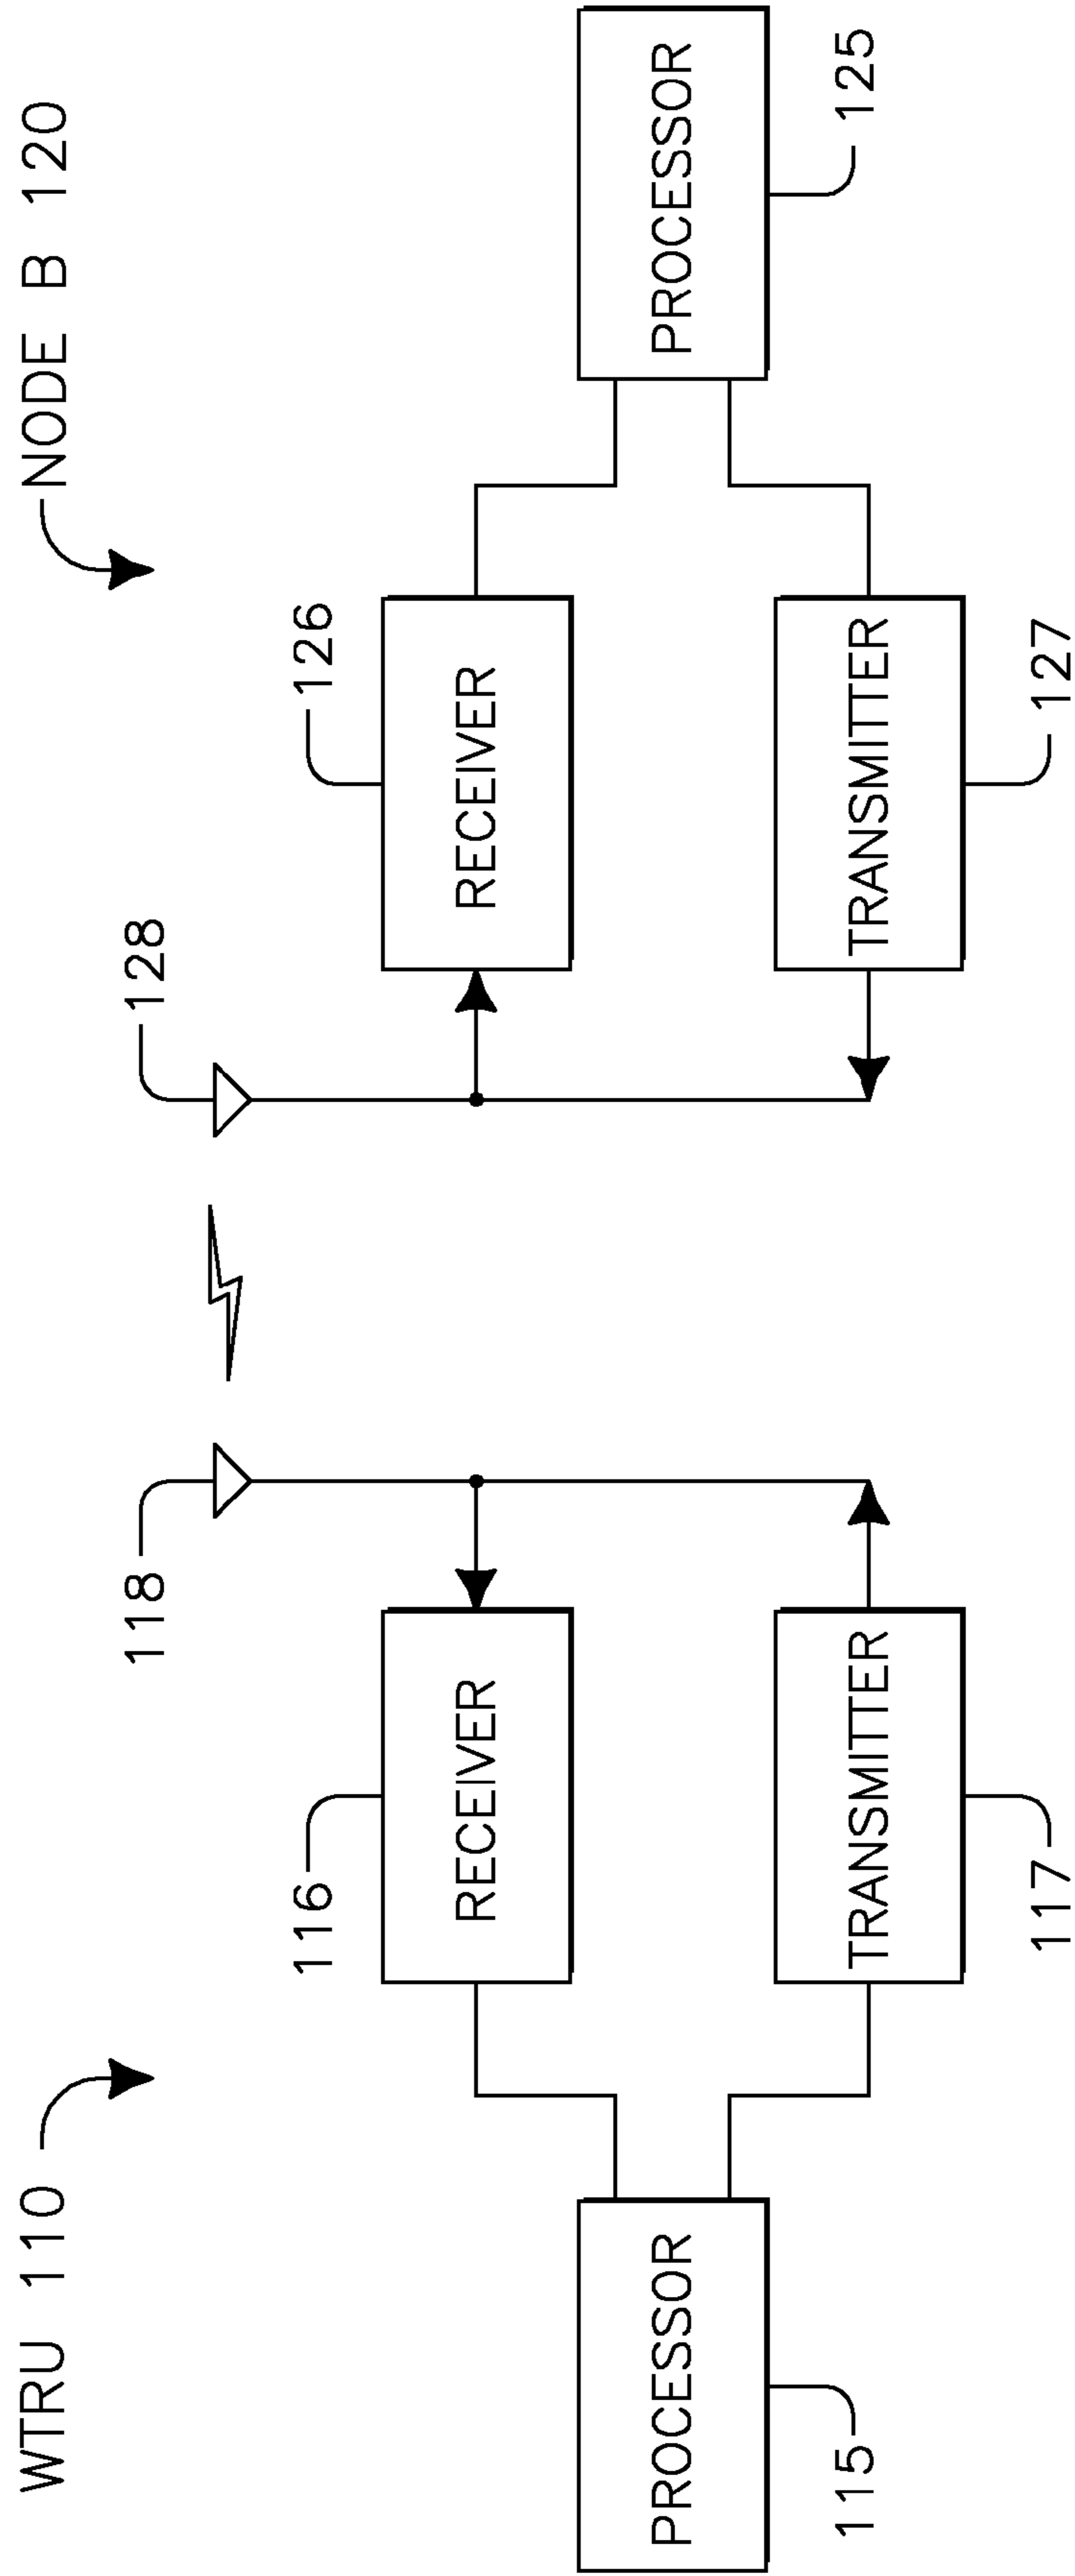 WTRU 110
NODE B 120
118
128
116
126
RECEIVER
RECEIVER
PROCESSOR
PROCESSOR
115
125
TRANSMITTER
TRANSMITTER
117
127